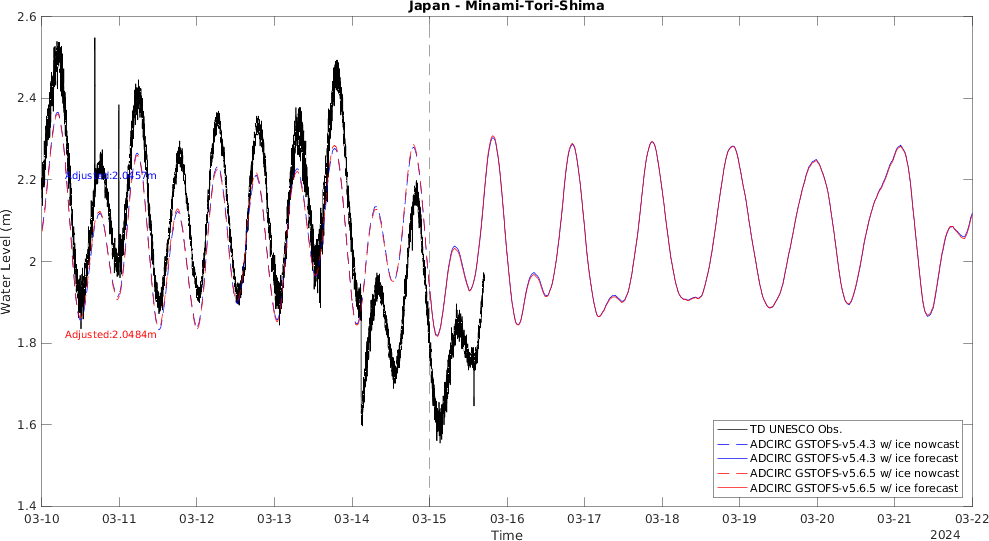 Japan - Minami-Tori-Shima
2.6
2.4
2.2
2
1.8
1.6
1.4
Water Level (m)
Adjusted:2.0457m
Adjusted:2.0484m
TD UNESCO Obs.
ADCIRC GSTOFS-v5.4.3 w/ ice nowcast
ADCIRC GSTOFS-v5.4.3 w/ ice forecast
ADCIRC GSTOFS-v5.6.5 w/ ice nowcast
ADCIRC GSTOFS-v5.6.5 w/ ice forecast
03-10 03-11 03-12 03-13 03-14 03-15 03-16 03-17 03-18 03-19 03-20 03-21 03-22
Time
2024